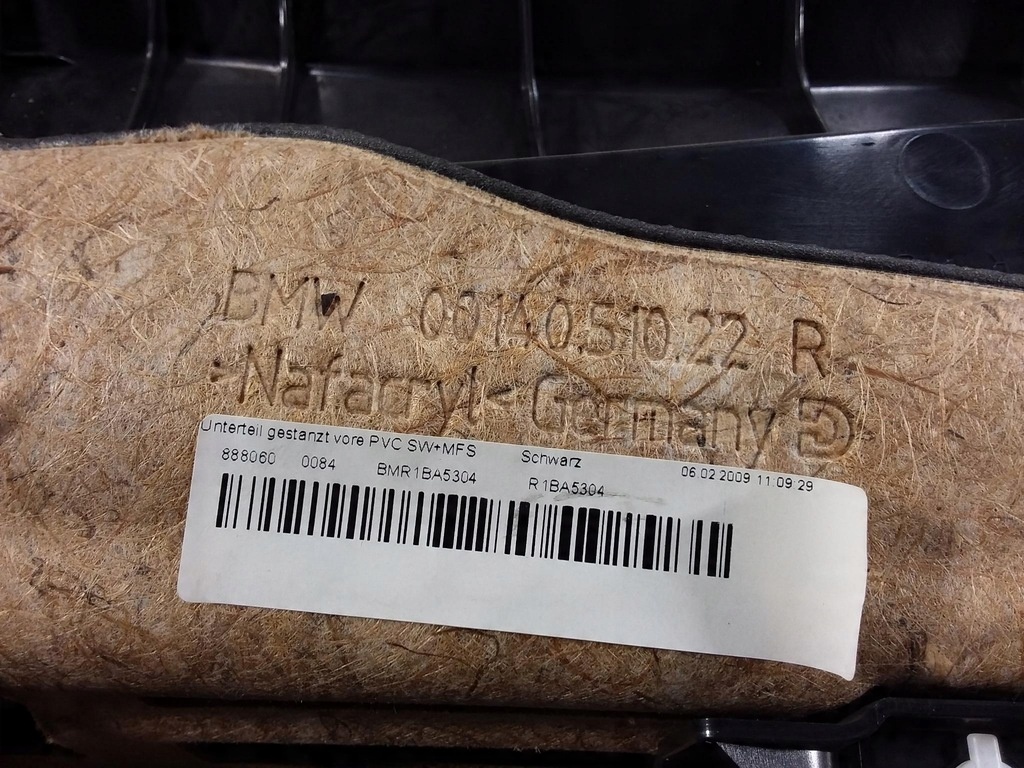 BMW 00140.510.22 R
>Nafacryl< Germany D
Unterteil gestanzt vore PVC SW+MFS Schwarz 06.02 2009 11:09:29
888060 0084 BMR1BA5304 R1BA5304